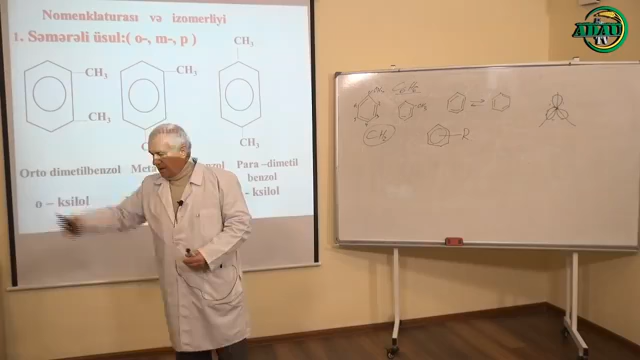 Nomenklaturası və izomerliyi
1. Səmərəli üsul:( o-, m-, p )
CH₃
CH₃ CH₃
CH₃
CH₃
Orto dimetilbenzol Para –dimetil
benzol
o – ksilol - ksilol
R
ADAU
TV